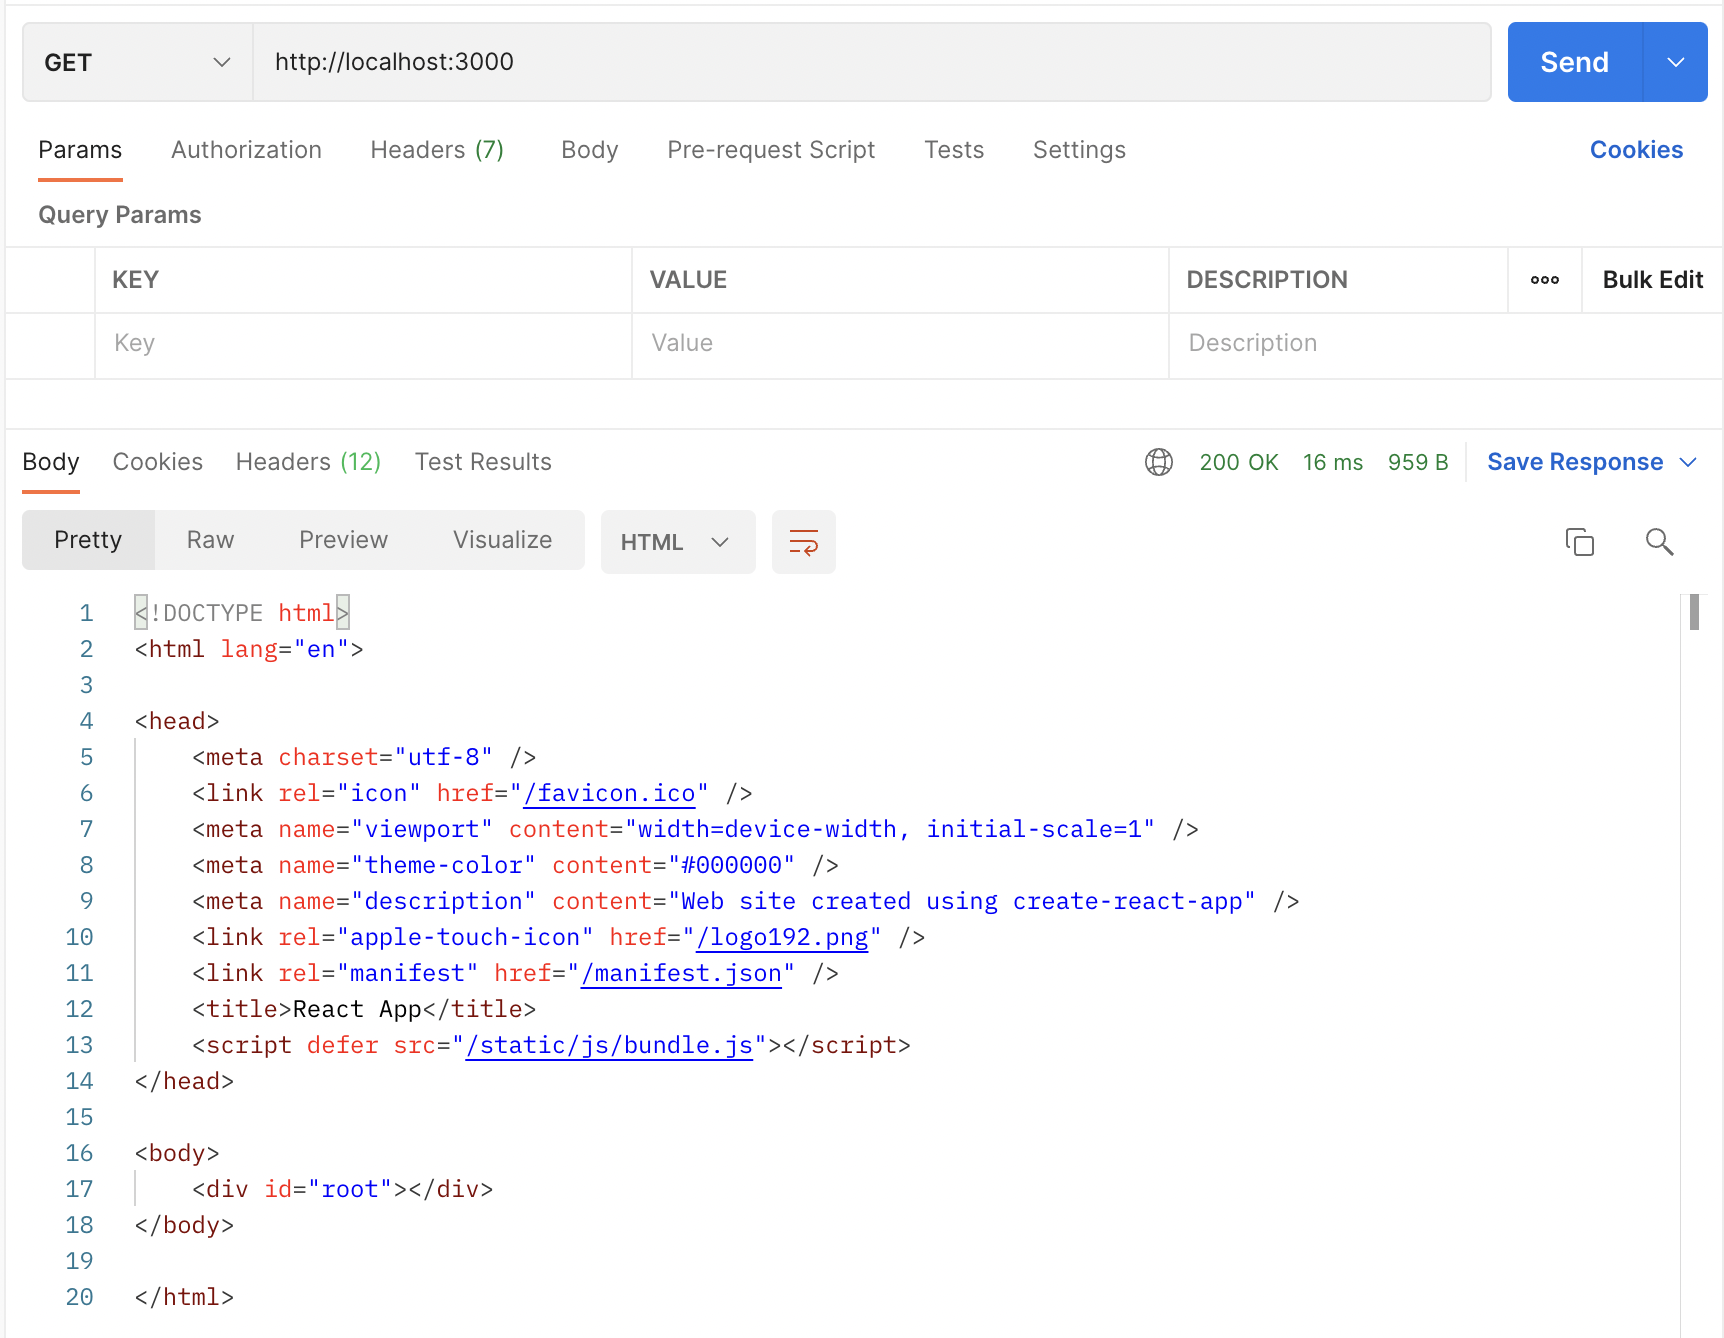 GET http://localhost:3000 Send
Params Authorization Headers (7) Body Pre-request Script Tests Settings Cookies
Query Params
KEY VALUE DESCRIPTION ooo Bulk Edit
Key Value Description
Body Cookies Headers (12) Test Results 200 OK 16 ms 959 B Save Response
Pretty Raw Preview Visualize HTML
1 <!DOCTYPE html>
2 <html lang="en">
3
4 <head>
5     <meta charset="utf-8" />
6     <link rel="icon" href="/favicon.ico" />
7     <meta name="viewport" content="width=device-width, initial-scale=1" />
8     <meta name="theme-color" content="#000000" />
9     <meta name="description" content="Web site created using create-react-app" />
10     <link rel="apple-touch-icon" href="/logo192.png" />
11     <link rel="manifest" href="/manifest.json" />
12     <title>React App</title>
13     <script defer src="/static/js/bundle.js"></script>
14 </head>
15
16 <body>
17     <div id="root"></div>
18 </body>
19
20 </html>